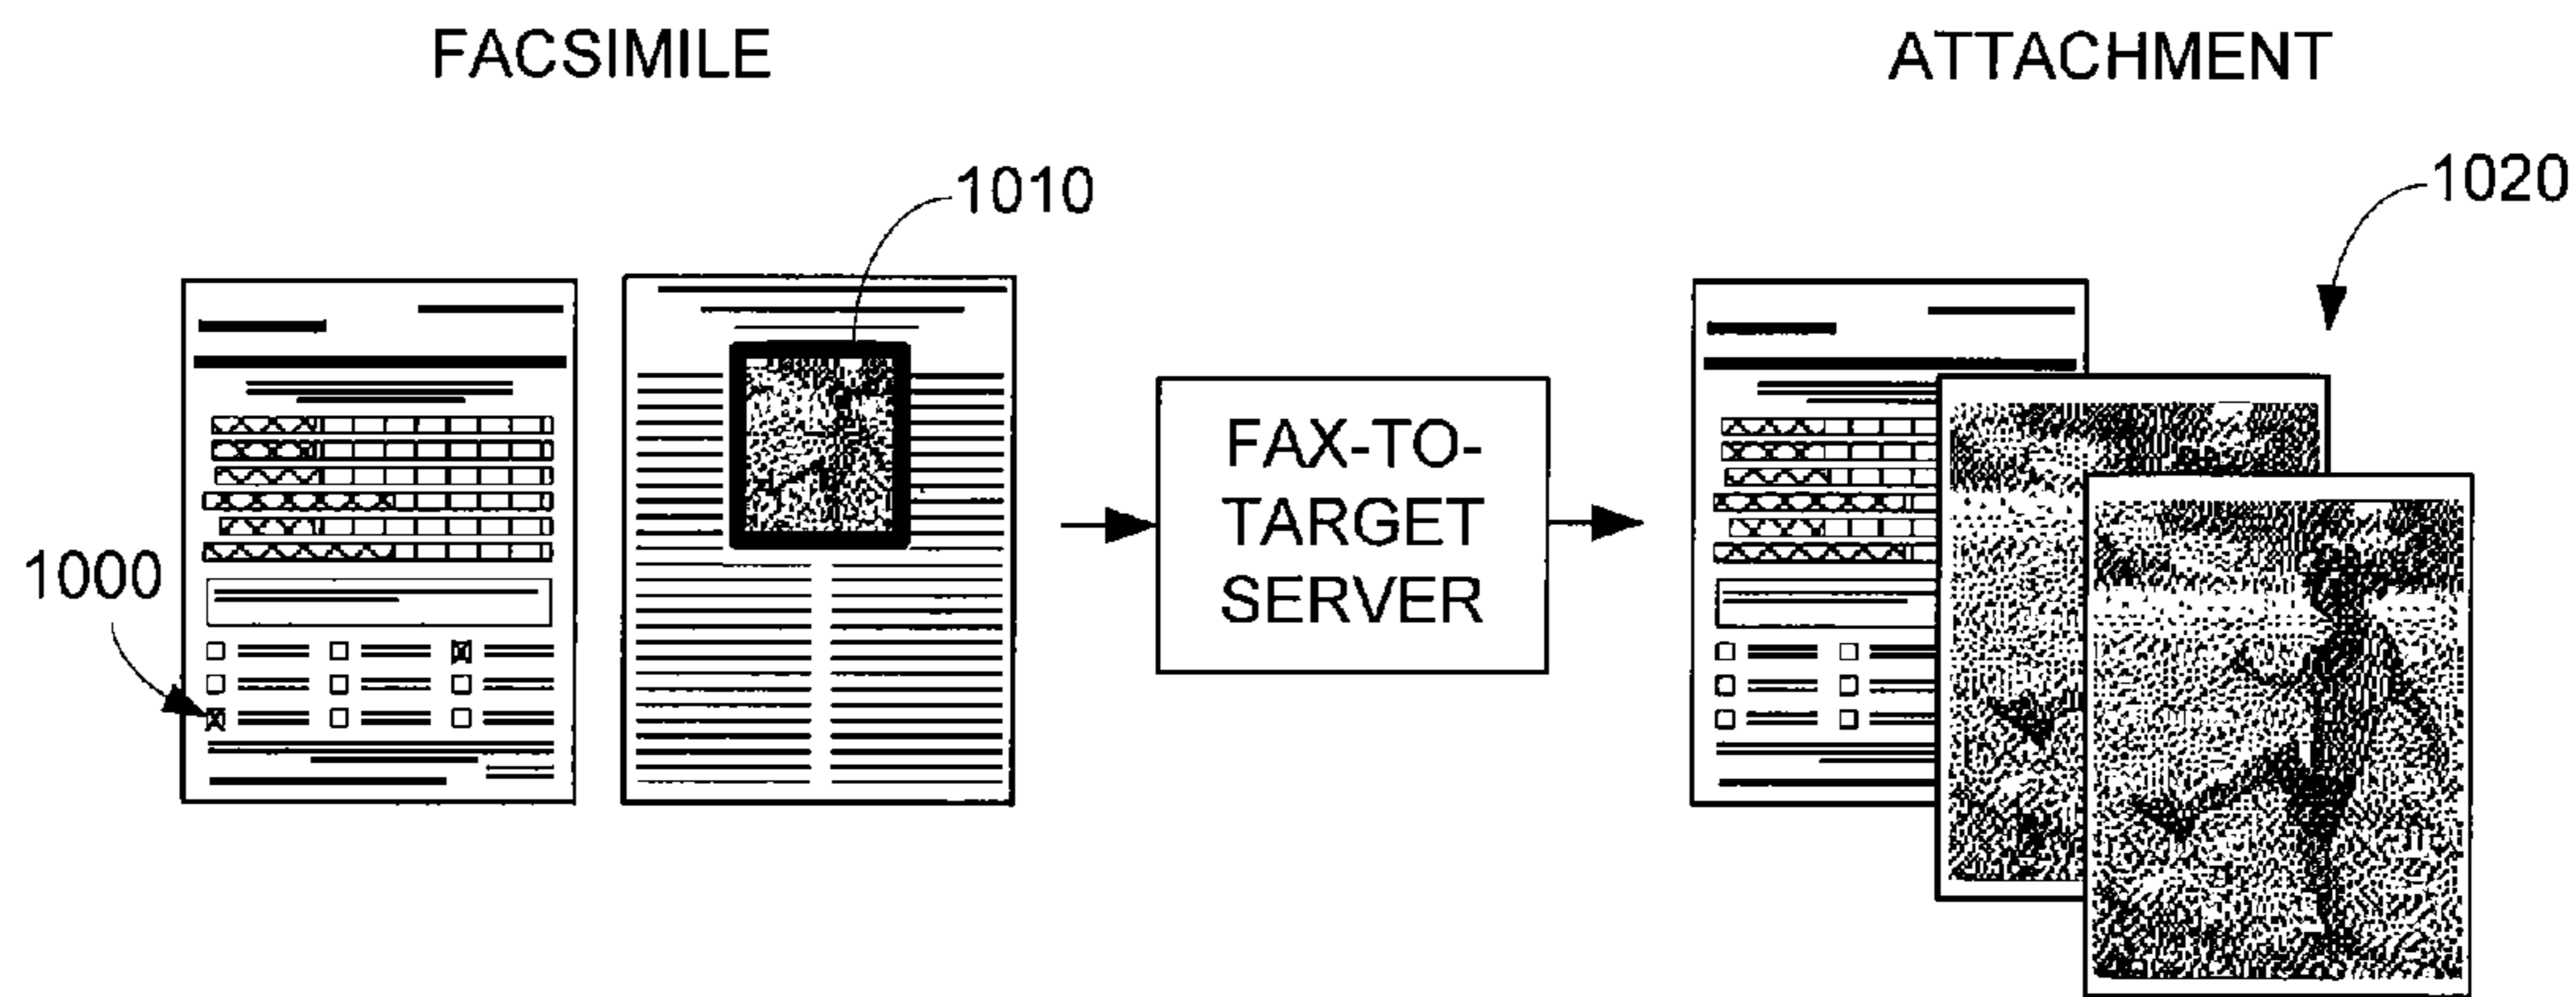 FACSIMILE
ATTACHMENT
1010
1020
1000
FAX-TO-
TARGET
SERVER